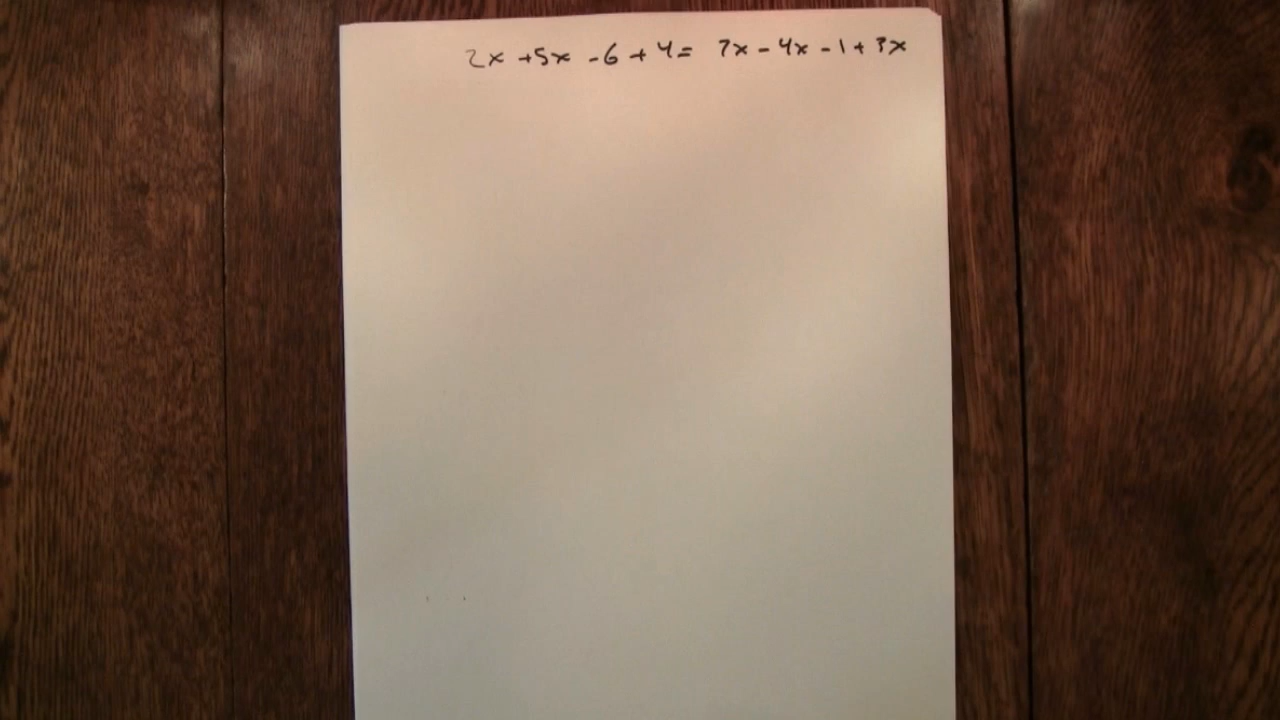 2x +5x -6 + 4 = 7x - 4x - 1 + 3x